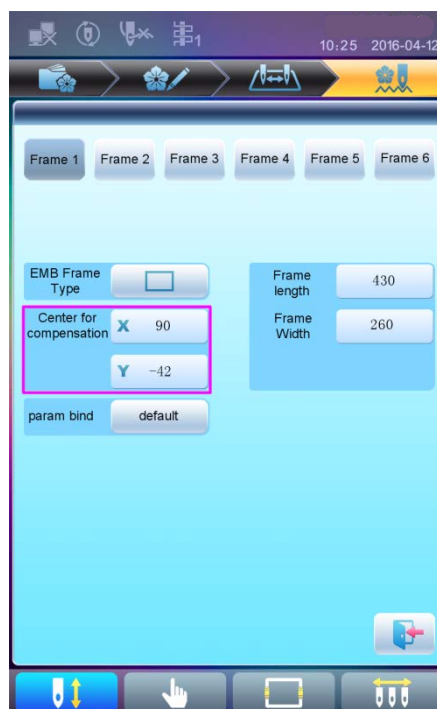 1
10:25 2016-04-12
Frame 1 Frame 2 Frame 3 Frame 4 Frame 5 Frame 6
EMB Frame
Type
Frame
length
430
Center for
compensation
X 90
Frame
Width
260
Y -42
param bind default